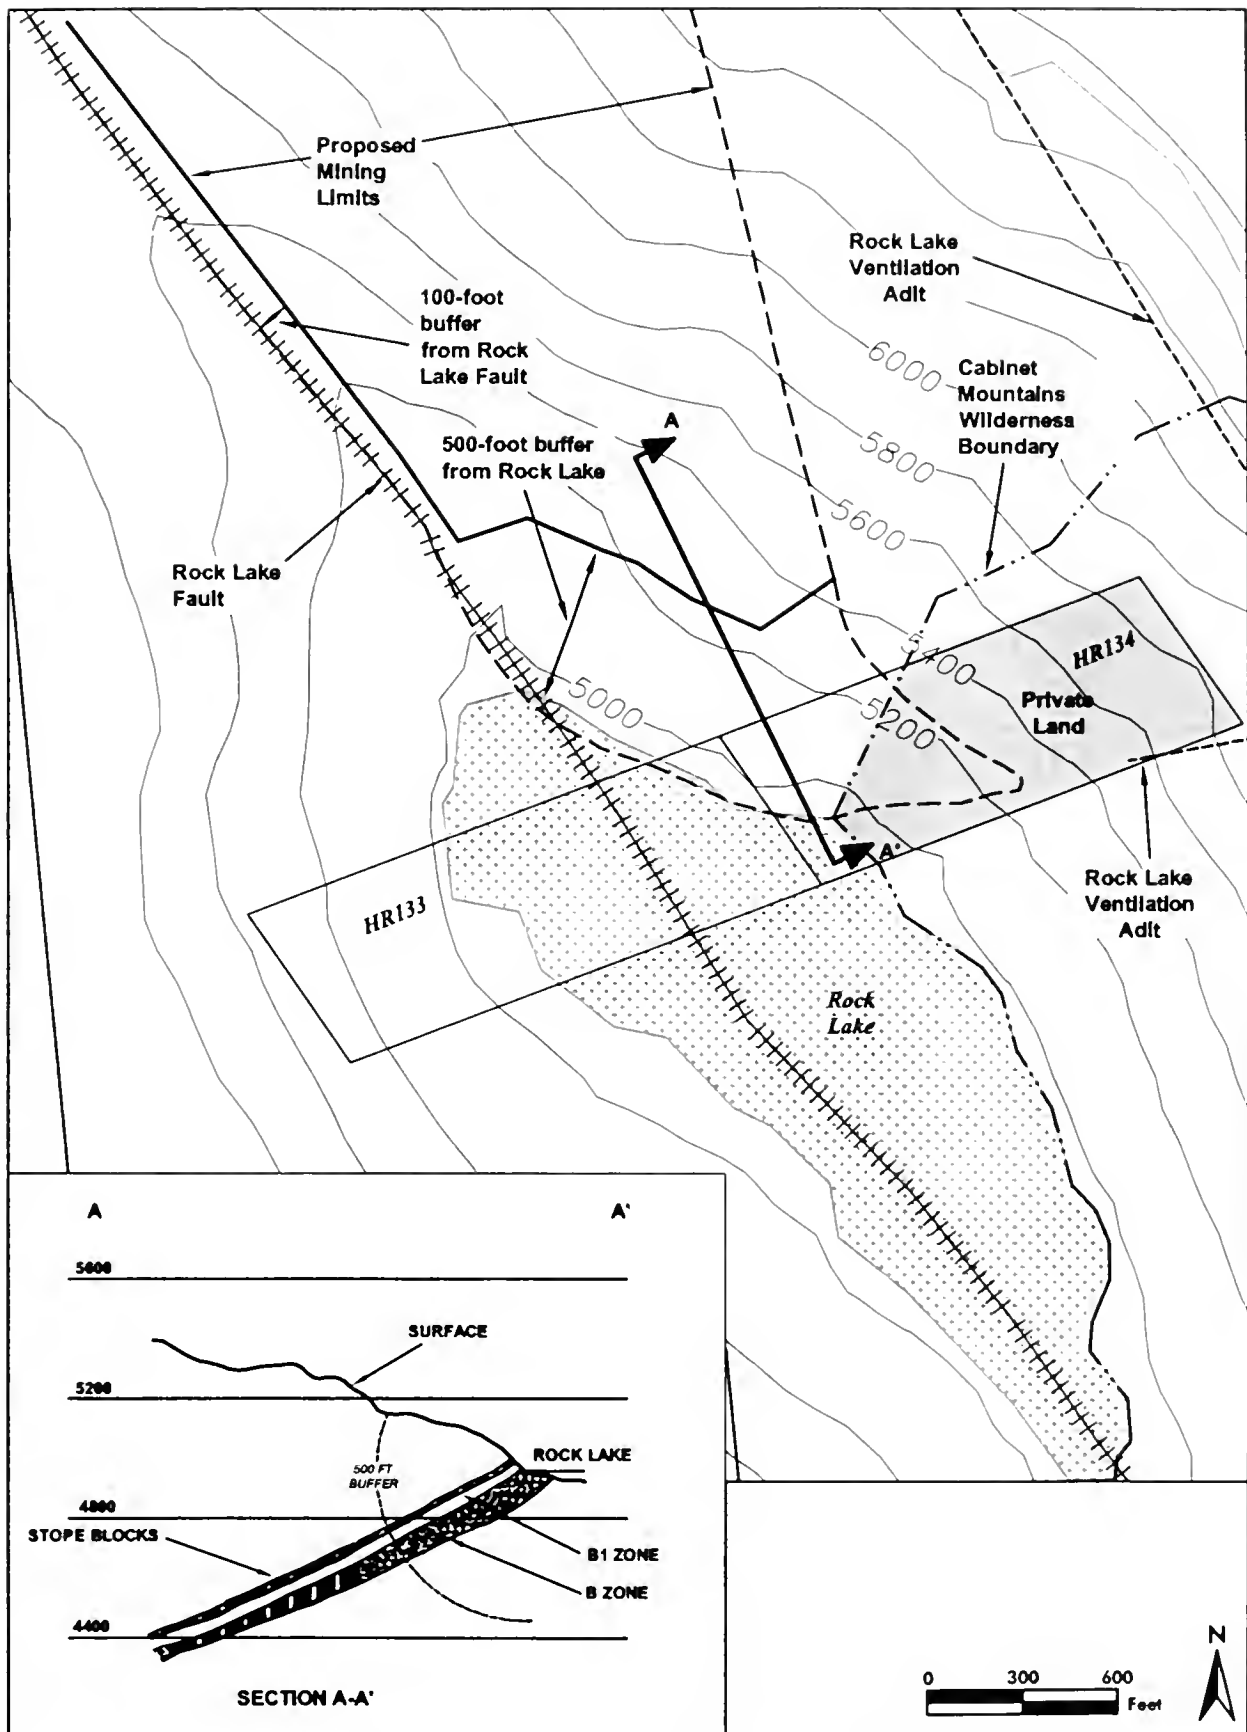 Proposed
Mining
Limits
Rock Lake
Ventilation
Adit
100-foot
buffer
from Rock
Lake Fault
6000
Cabinet
Mountains
Wilderness
Boundary
A
500-foot buffer
from Rock Lake
5800
5600
Rock Lake
Fault
5400
HR134
Private
Land
5000
5200
A'
Rock Lake
Ventilation
Adit
HR133
Rock
Lake
A
A'
5600
SURFACE
5200
ROCK LAKE
500 FT
BUFFER
4800
STOPE BLOCKS
B1 ZONE
B ZONE
4400
SECTION A-A'
N
0 300 600
Feet